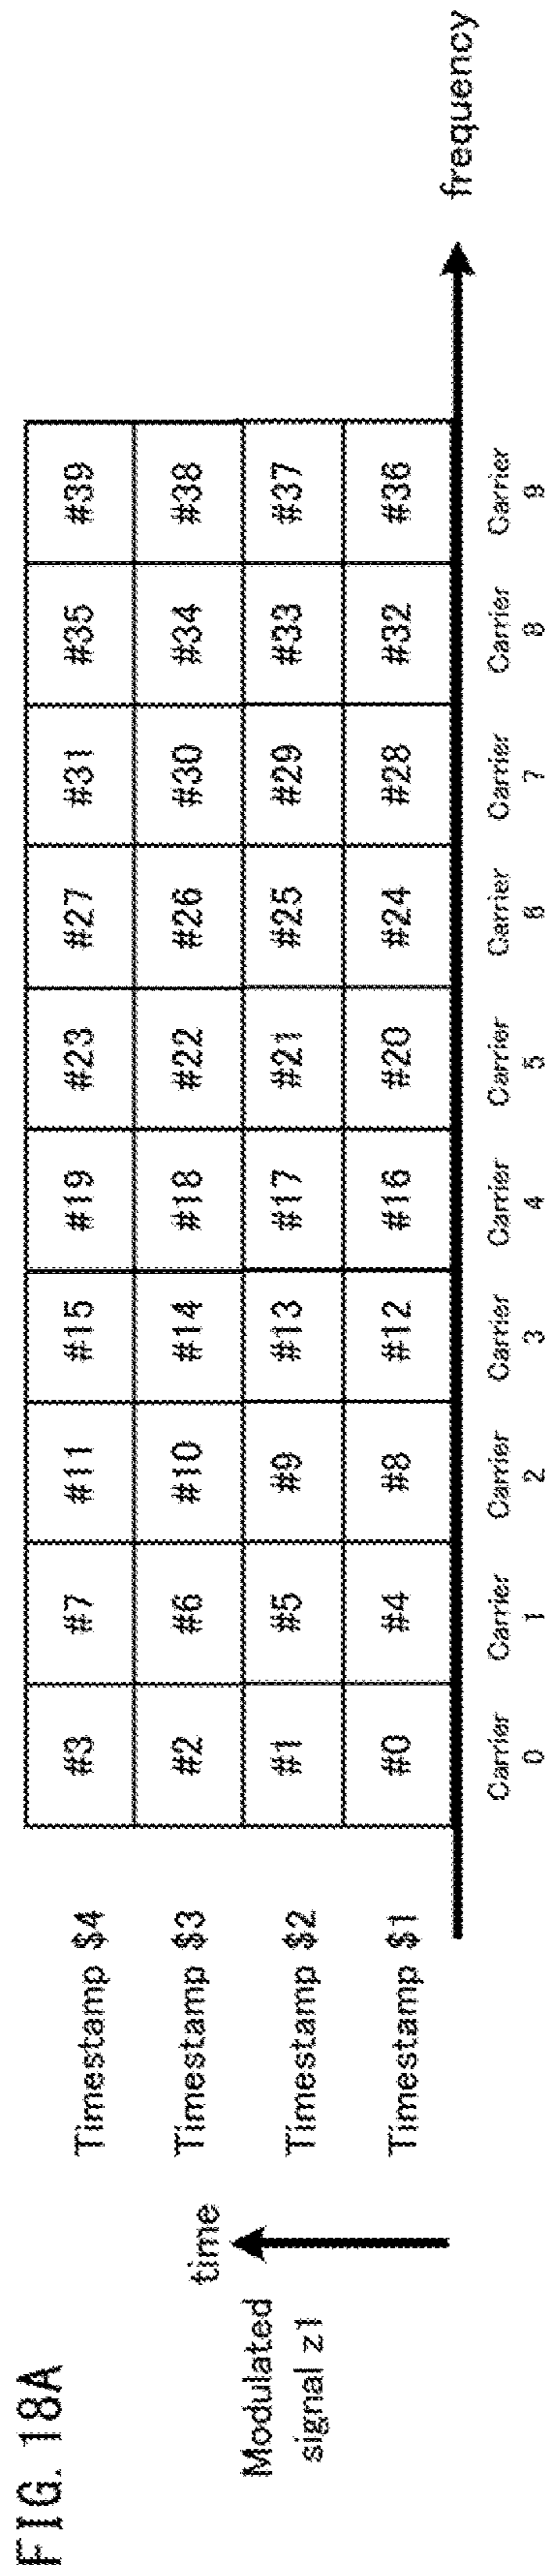 FIG. 18A
Modulated
signal z1
time
Timestamp $4
#3 #7 #11 #15 #19 #23 #27 #31 #35 #39
Timestamp $3
#2 #6 #10 #14 #18 #22 #26 #30 #34 #38
Timestamp $2
#1 #5 #9 #13 #17 #21 #25 #29 #33 #37
Timestamp $1
#0 #4 #8 #12 #16 #20 #24 #28 #32 #36
Carrier Carrier Carrier Carrier Carrier Carrier Carrier Carrier Carrier Carrier
0 1 2 3 4 5 6 7 8 9
frequency